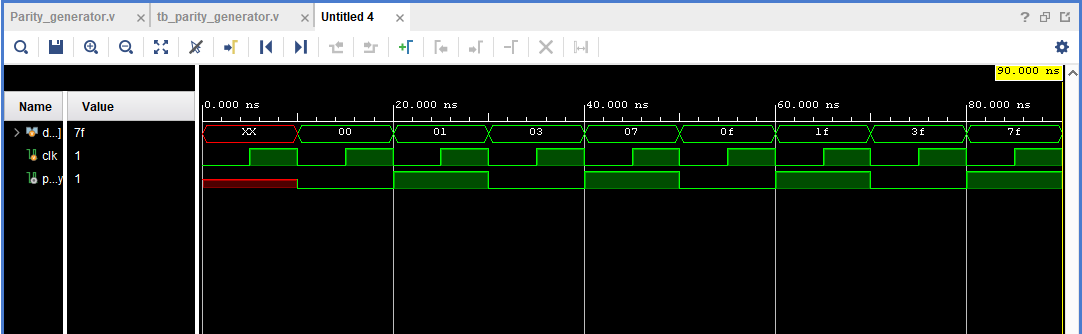 Parity_generator.v × tb_parity_generator.v × Untitled 4 ×
90.000 ns
Name Value 0.000 ns 20.000 ns 40.000 ns 60.000 ns 80.000 ns
d...] 7f XX 00 01 03 07 0f 1f 3f 7f
clk 1
p...y 1